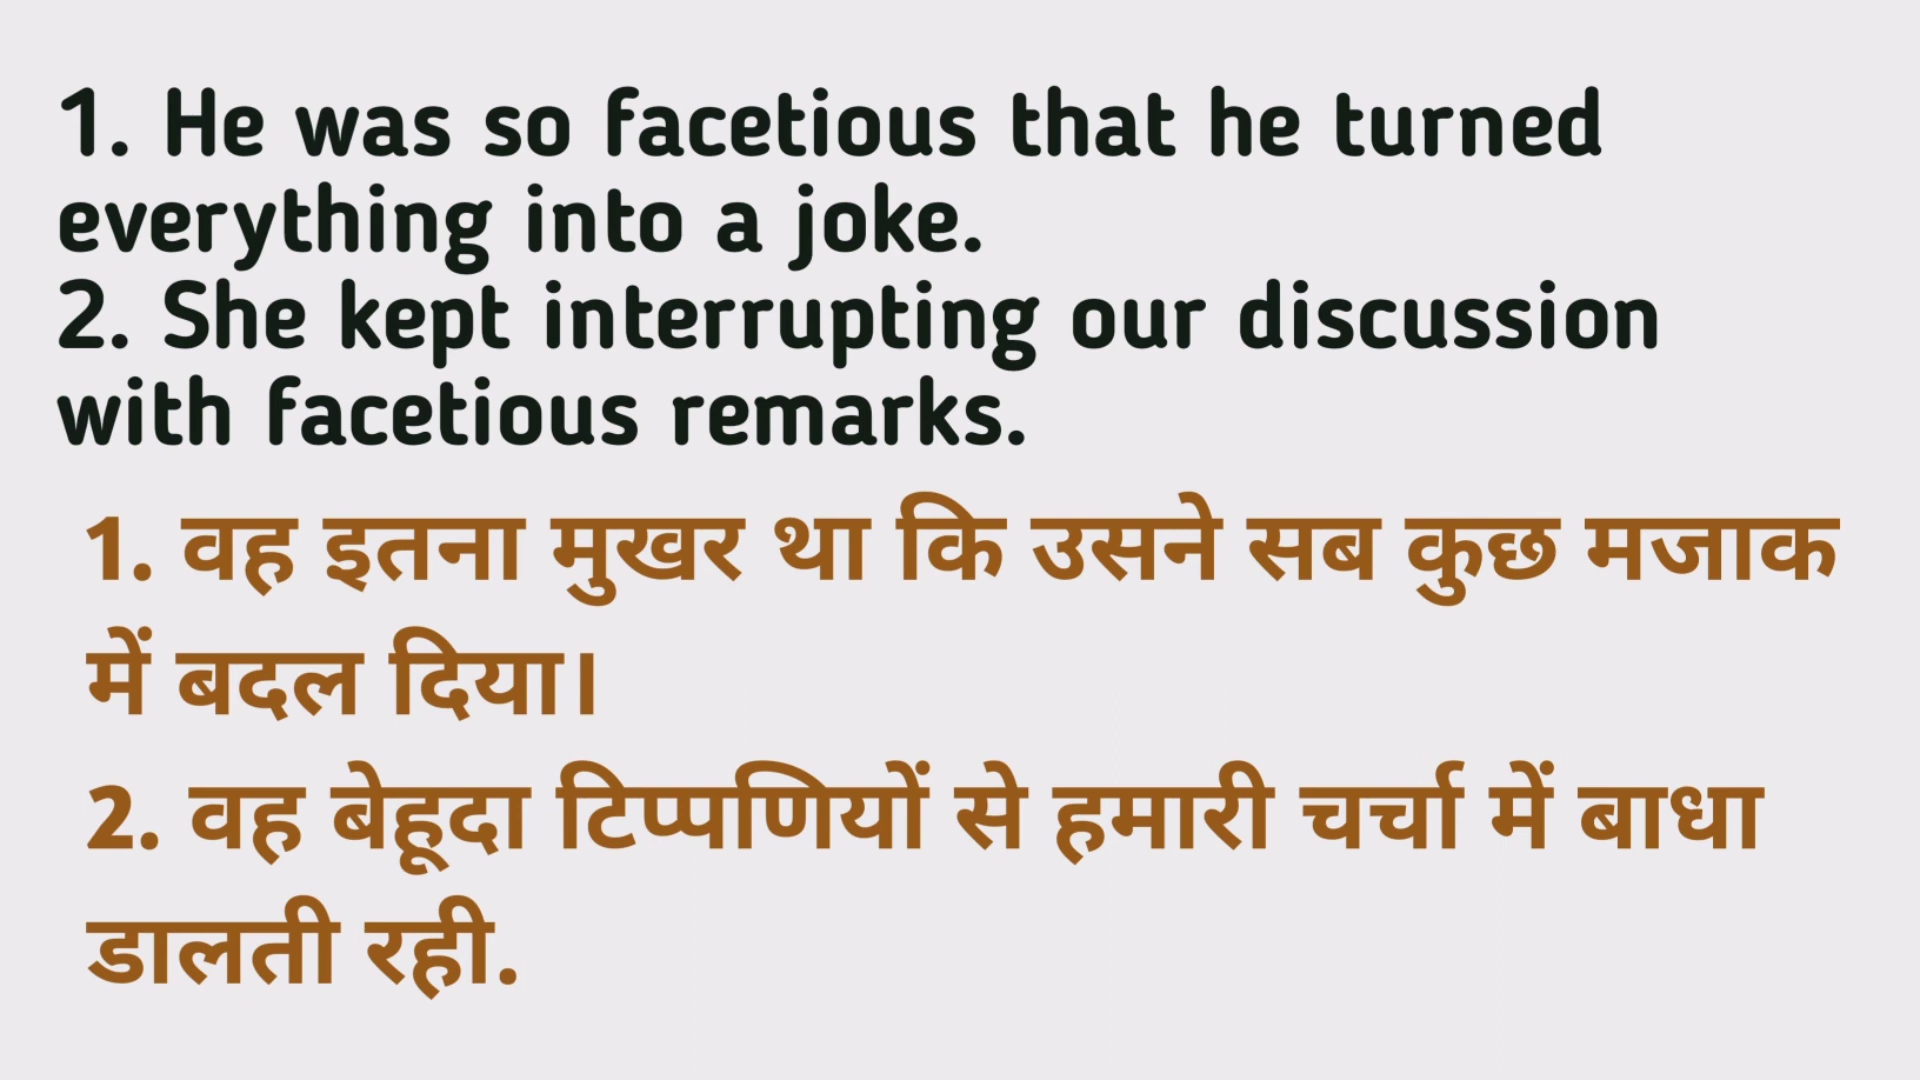 1. He was so facetious that he turned
everything into a joke.
2. She kept interrupting our discussion
with facetious remarks.
1. वह इतना मुखर था कि उसने सब कुछ मजाक
में बदल दिया।
2. वह बेहूदा टिप्पणियों से हमारी चर्चा में बाधा
डालती रही.